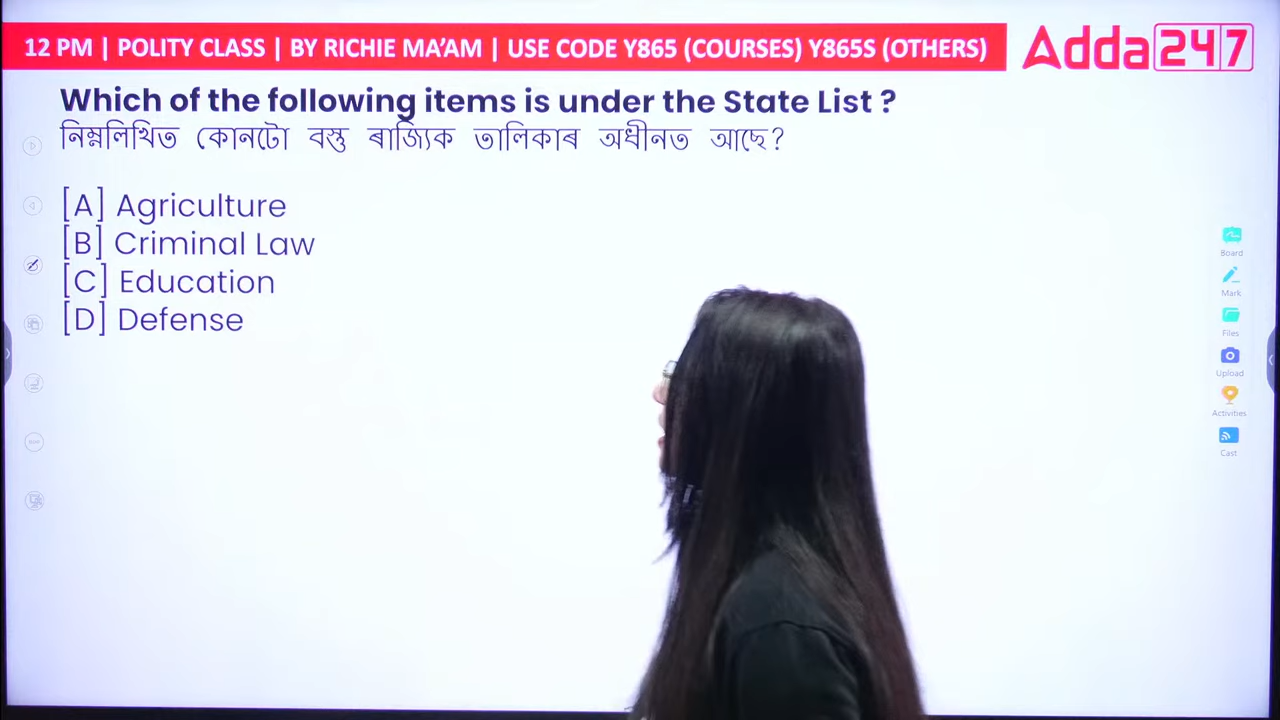 12 PM | POLITY CLASS | BY RICHIE MA'AM | USE CODE Y865 (COURSES) Y865S (OTHERS)
Adda247
Which of the following items is under the State List ?
নিম্নলিখিত কোনটো বস্তু ৰাজ্যিক তালিকাৰ অধীনত আছে?
[A] Agriculture
[B] Criminal Law
[C] Education
[D] Defense
Board
Mark
Files
Upload
Activities
Cast